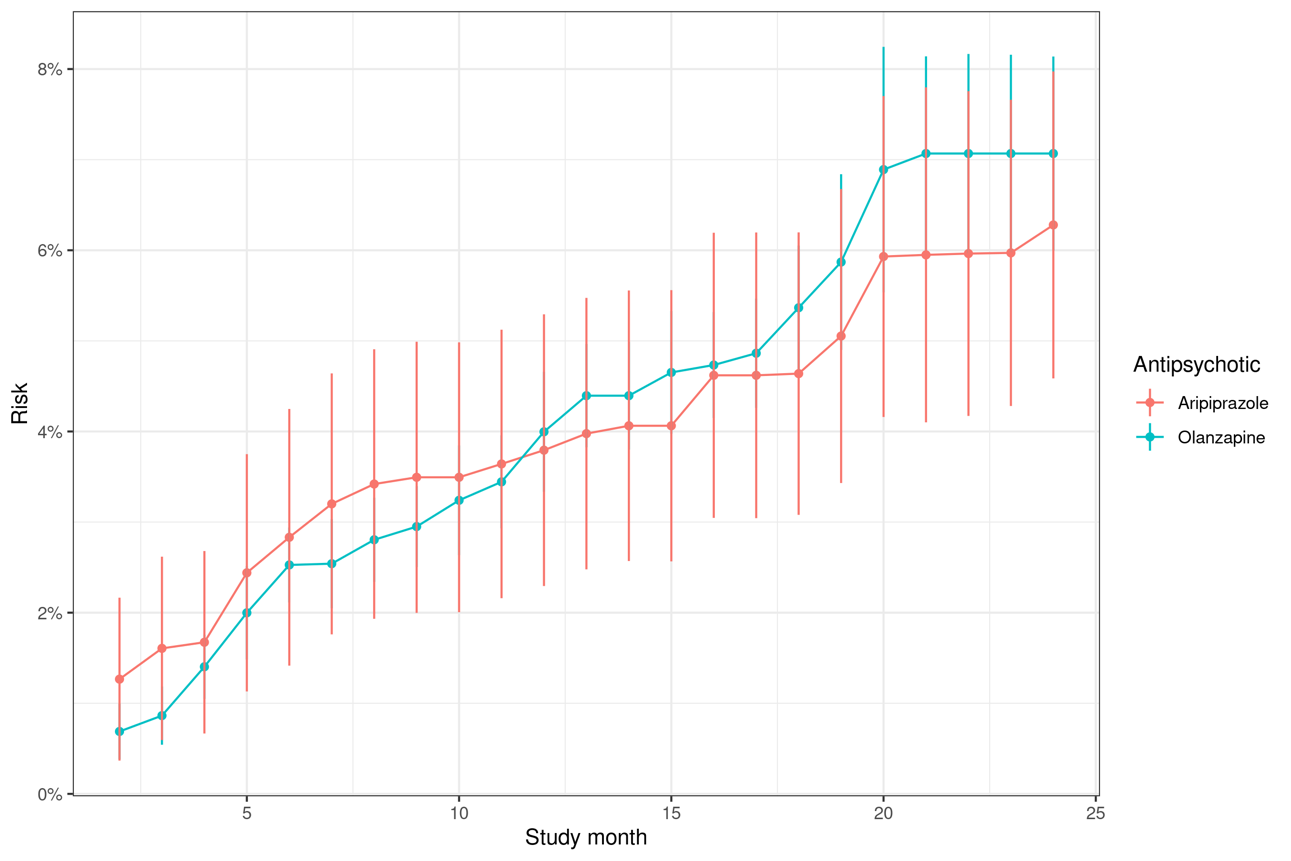 8%
6%
4%
2%
0%
Risk
5
10
15
20
25
Study month
Antipsychotic
Aripiprazole
Olanzapine